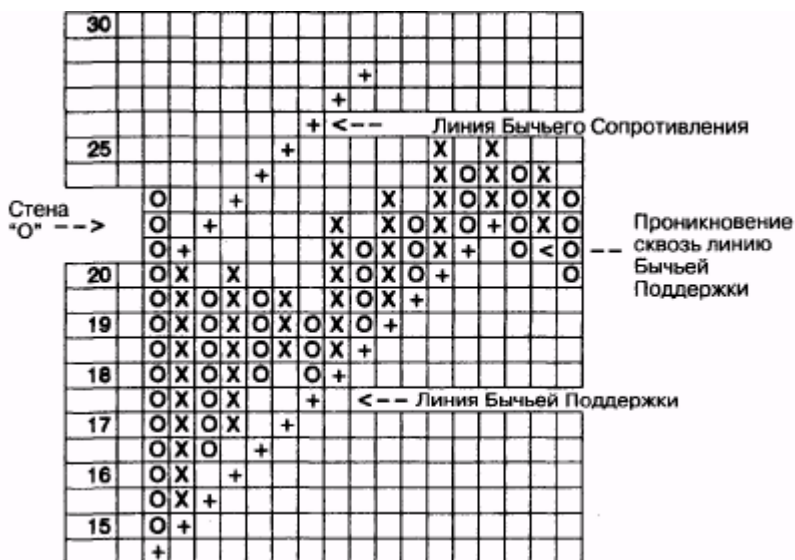 30
+
+
+ <-- Линия Бычьего Сопротивления
25 + X X
+ X O X O X
O + X X O X O X O
Стена
"О" --> O + X X O X O + O X O Проникновение
O + X O X O X + O < O -- сквозь линию
20 O X X X O X O + O Бычьей
O X O X O X X O X + Поддержки
19 O X O X O X O X O +
O X O X O X O X +
18 O X O X O O +
O X O X + <-- Линия Бычьей Поддержки
17 O X O X +
O X O +
16 O X +
O X +
15 O +
+